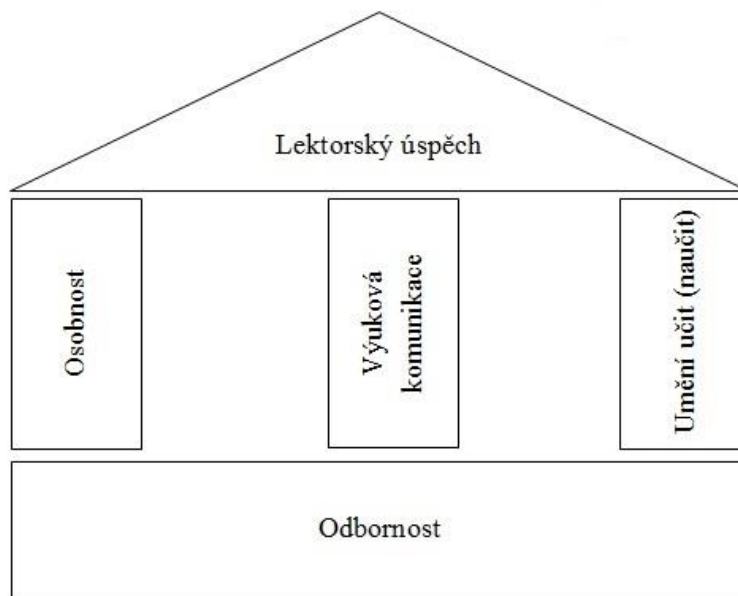 Lektorský úspěch
Osobnost
Výuková
komunikace
Umění učit (naučit)
Odbornost